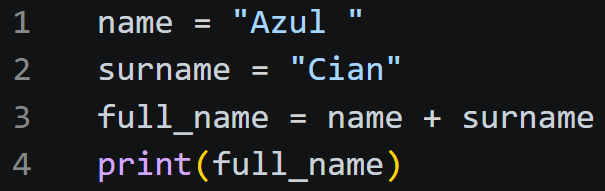 1 name = "Azul "
2 surname = "Cian"
3 full_name = name + surname
4 print(full_name)